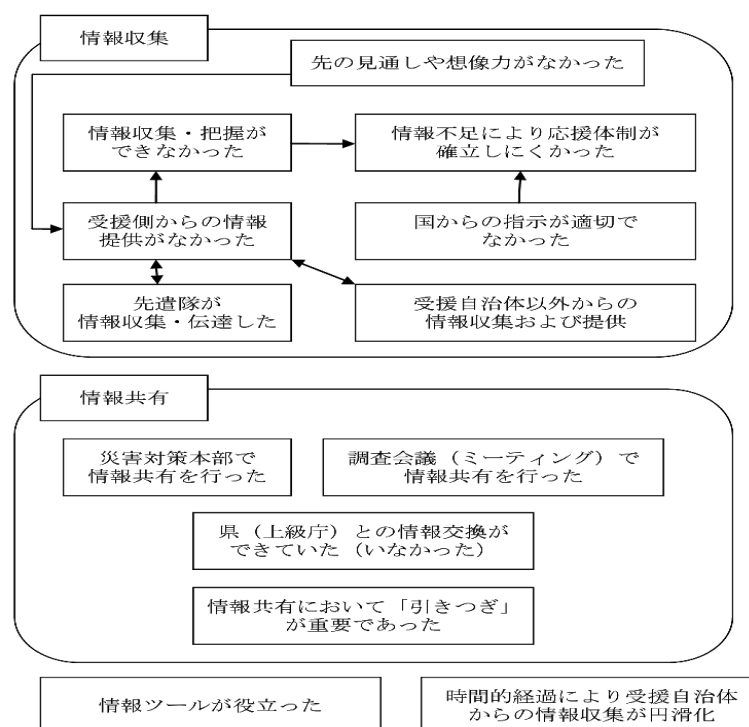 情報収集
先の見通しや想像力がなかった
情報収集・把握が
できなかった
情報不足により応援体制が
確立しにくかった
受援側からの情報
提供がなかった
国からの指示が適切で
なかった
先遣隊が
情報収集・伝達した
受援自治体以外からの
情報収集および提供
情報共有
災害対策本部で
情報共有を行った
調査会議（ミーティング）で
情報共有を行った
県（上級庁）との情報交換が
できていた（いなかった）
情報共有において「引きつぎ」
が重要であった
情報ツールが役立った
時間的経過により受援自治体
からの情報収集が円滑化